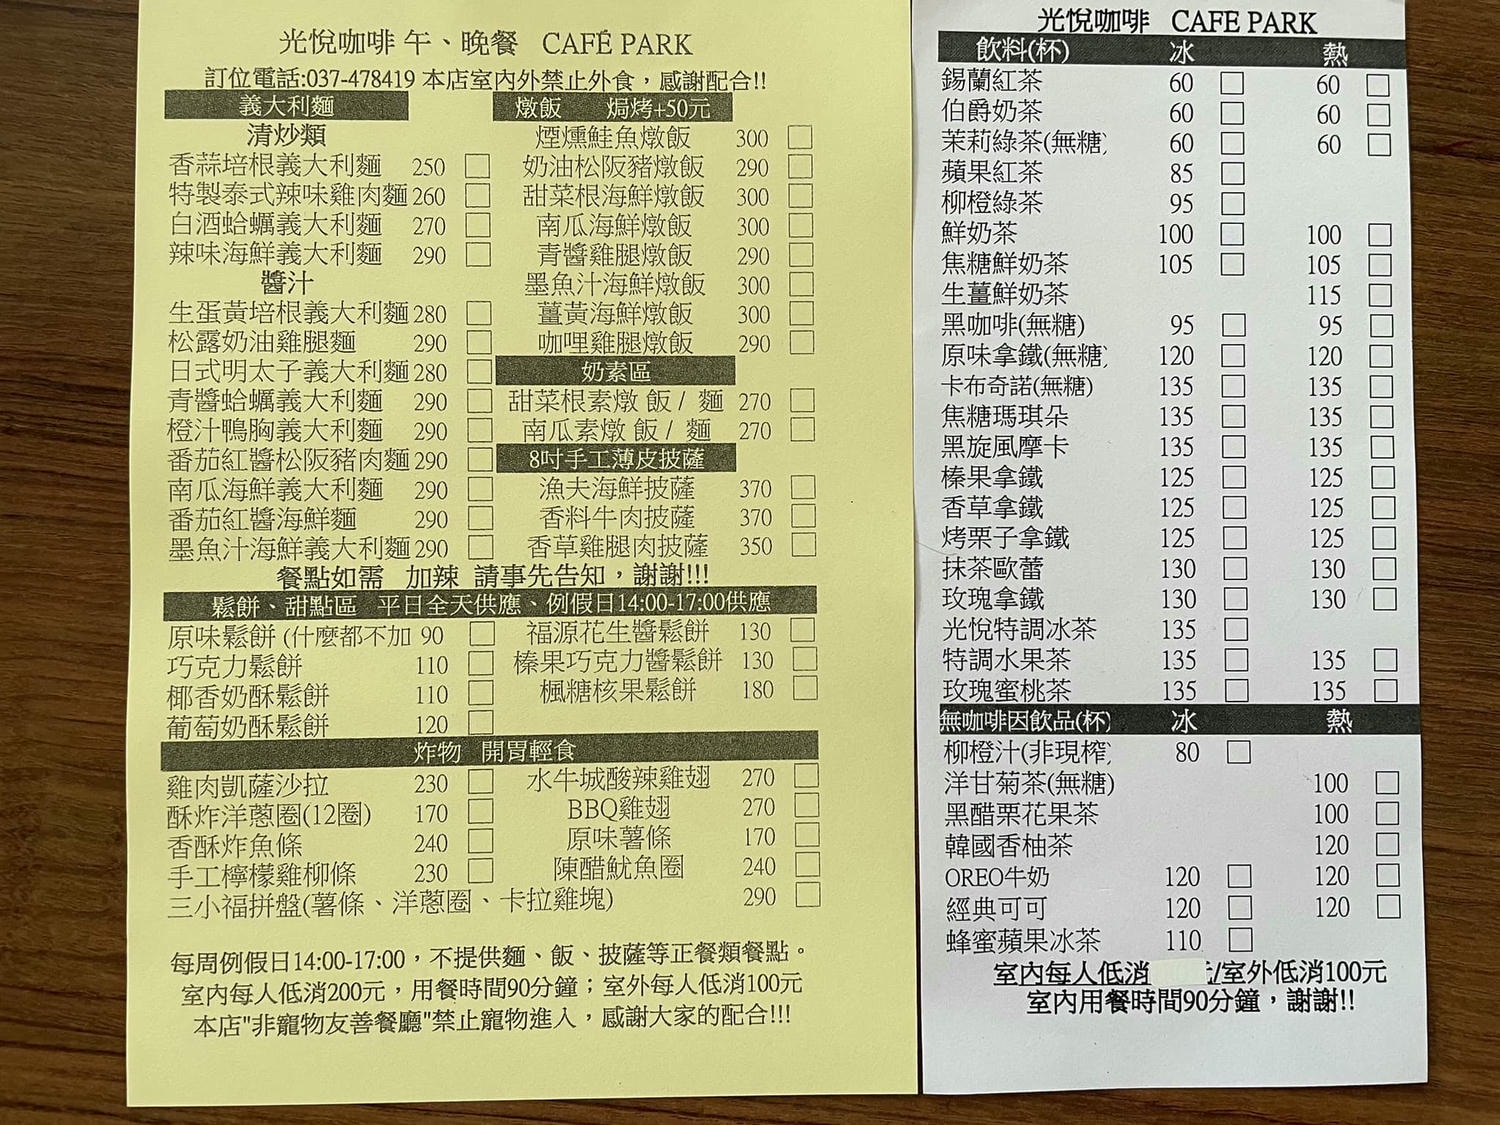 光悅咖啡 午、晚餐 CAFÉ PARK
訂位電話:037-478419 本店室內外禁止外食，感謝配合!!
義大利麵
清炒類
香蒜培根義大利麵 250
特製泰式辣味雞肉麵 260
白酒蛤蠣義大利麵 270
辣味海鮮義大利麵 290
醬汁
生蛋黃培根義大利麵 280
松露奶油雞腿麵 290
日式明太子義大利麵 280
青醬蛤蠣義大利麵 290
橙汁鴨胸義大利麵 290
番茄紅醬松阪豬肉麵 290
南瓜海鮮義大利麵 290
番茄紅醬海鮮麵 290
墨魚汁海鮮義大利麵 290
燉飯 焗烤+50元
煙燻鮭魚燉飯 300
奶油松阪豬燉飯 290
甜菜根海鮮燉飯 300
南瓜海鮮燉飯 300
青醬雞腿燉飯 290
墨魚汁海鮮燉飯 300
薑黃海鮮燉飯 300
咖哩雞腿燉飯 290
奶素區
甜菜根素燉 飯 / 麵 270
南瓜素燉 飯 / 麵 270
8吋手工薄皮披薩
漁夫海鮮披薩 370
香料牛肉披薩 370
香草雞腿肉披薩 350
餐點如需 加辣 請事先告知，謝謝!!!
鬆餅、甜點區 平日全天供應、例假日14:00-17:00供應
原味鬆餅 (什麼都不加 90
巧克力鬆餅 110
椰香奶酥鬆餅 110
葡萄奶酥鬆餅 120
福源花生醬鬆餅 130
榛果巧克力醬鬆餅 130
楓糖核果鬆餅 180
炸物 開胃輕食
雞肉凱薩沙拉 230
酥炸洋蔥圈(12圈) 170
香酥炸魚條 240
手工檸檬雞柳條 230
水牛城酸辣雞翅 270
BBQ雞翅 270
原味薯條 170
陳醋魷魚圈 240
三小福拼盤(薯條、洋蔥圈、卡拉雞塊) 290
每周例假日14:00-17:00，不提供麵、飯、披薩等正餐類餐點。
室內每人低消200元，用餐時間90分鐘；室外每人低消100元
本店"非寵物友善餐廳"禁止寵物進入，感謝大家的配合!!!
光悅咖啡 CAFE PARK
飲料(杯) 冰 熱
錫蘭紅茶 60 60
伯爵奶茶 60 60
茉莉綠茶(無糖) 60 60
蘋果紅茶 85
柳橙綠茶 95
鮮奶茶 100 100
焦糖鮮奶茶 105 105
生薑鮮奶茶 115
黑咖啡(無糖) 95 95
原味拿鐵(無糖) 120 120
卡布奇諾(無糖) 135 135
焦糖瑪琪朵 135 135
黑旋風摩卡 135 135
榛果拿鐵 125 125
香草拿鐵 125 125
烤栗子拿鐵 125 125
抹茶歐蕾 130 130
玫瑰拿鐵 130 130
光悅特調冰茶 135
特調水果茶 135 135
玫瑰蜜桃茶 135 135
無咖啡因飲品(杯) 冰 熱
柳橙汁(非現榨) 80
洋甘菊茶(無糖) 100
黑醋栗花果茶 100
韓國香柚茶 120
OREO牛奶 120 120
經典可可 120 120
蜂蜜蘋果冰茶 110
室內每人低消 元/室外低消100元
室內用餐時間90分鐘，謝謝!!